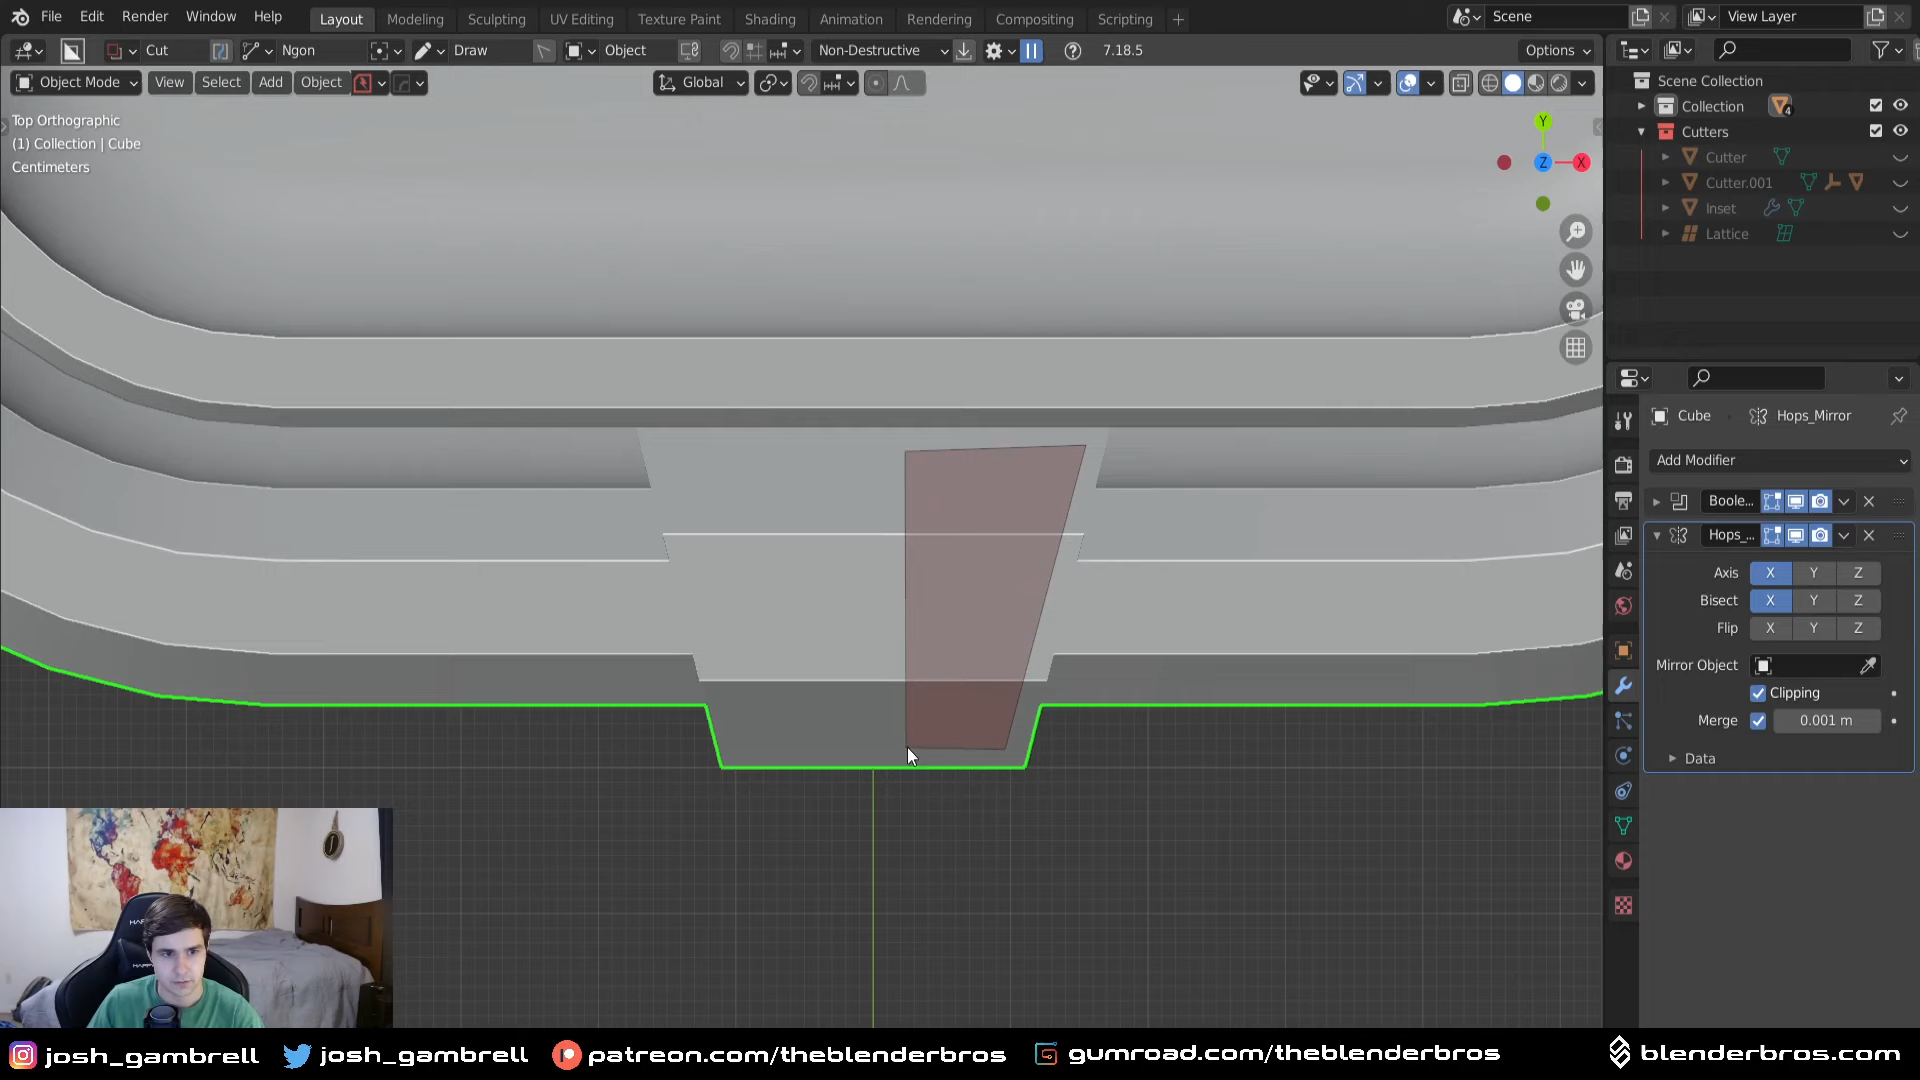 File Edit Render Window Help Layout Modeling Sculpting UV Editing Texture Paint Shading Animation Rendering Compositing Scripting + Scene View Layer
Cut Ngon Draw Object Non-Destructive 7.18.5 Options
Object Mode View Select Add Object Global
Scene Collection
Collection 4
Cutters
Cutter
Cutter.001
Inset
Lattice
Top Orthographic
(1) Collection | Cube
Centimeters
Y
Z
X
Cube Hops_Mirror
Add Modifier
Boole...
Hops_...
Axis X Y Z
Bisect X Y Z
Flip X Y Z
Mirror Object
Clipping
Merge 0.001 m
Data
josh_gambrell josh_gambrell patreon.com/theblenderbros gumroad.com/theblenderbros blenderbros.com